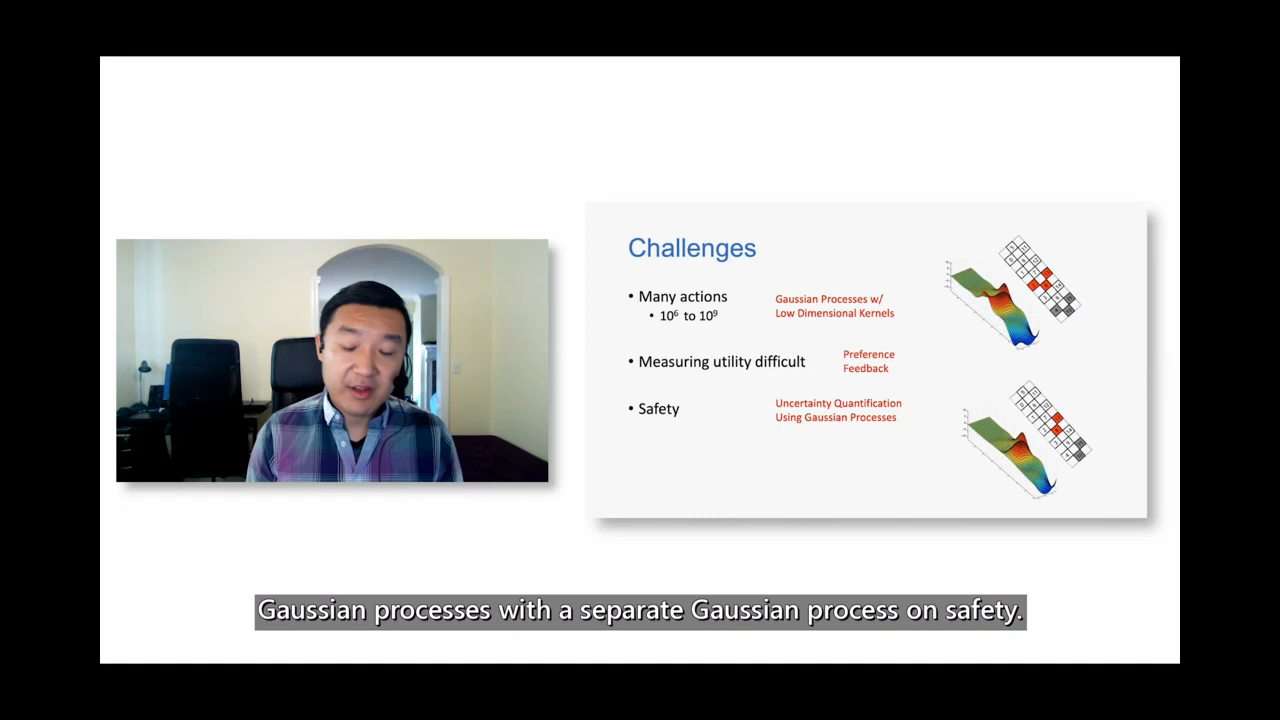 Challenges
• Many actions
• 10⁶ to 10⁹
Gaussian Processes w/
Low Dimensional Kernels
• Measuring utility difficult
Preference
Feedback
• Safety
Uncertainty Quantification
Using Gaussian Processes
Gaussian processes with a separate Gaussian process on safety.